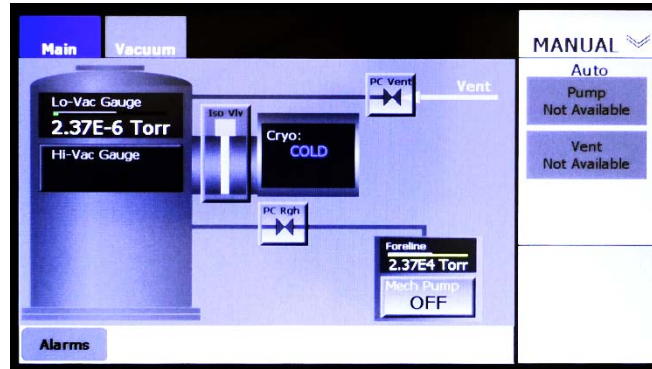 Main
Vacuum
MANUAL
Auto
Pump
Not Available
Vent
Not Available
PC Vent
Vent
Lo-Vac Gauge
2.37E-6 Torr
Hi-Vac Gauge
Iso Vlv
Cryo:
COLD
PC Rgh
Foreline
2.37E4 Torr
Mech Pump
OFF
Alarms